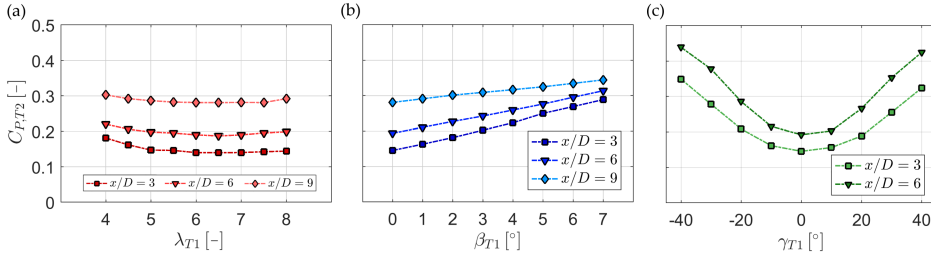 (a) (b) (c)
0.5
0.4
0.3
0.2
0.1
0
C_{P,T2} [−]
x/D = 3 x/D = 6 x/D = 9
4 5 6 7 8
λ_{T1} [−]
x/D = 3
x/D = 6
x/D = 9
0 1 2 3 4 5 6 7
β_{T1} [°]
x/D = 3
x/D = 6
-40 -20 0 20 40
γ_{T1} [°]